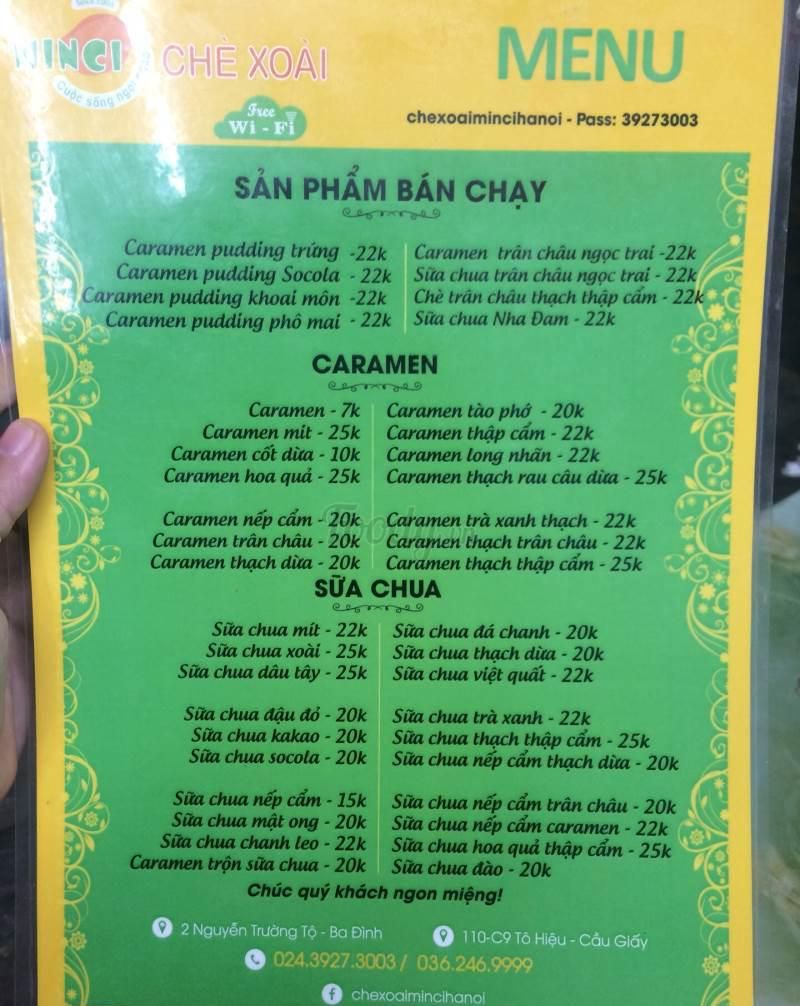 MINCI
Cuộc sống ngọt ngào
CHÈ XOÀI
MENU
Free
Wi - Fi
chexoaimincihanoi - Pass: 39273003
SẢN PHẨM BÁN CHẠY
Caramen pudding trứng -22k
Caramen pudding Socola - 22k
Caramen pudding khoai môn -22k
Caramen pudding phô mai - 22k
Caramen trân châu ngọc trai -22k
Sữa chua trân châu ngọc trai - 22k
Chè trân châu thạch thập cẩm - 22k
Sữa chua Nha Đam - 22k
CARAMEN
Caramen - 7k
Caramen mit - 25k
Caramen cốt dừa - 10k
Caramen hoa quả - 25k
Caramen nếp cẩm - 20k
Caramen trân châu - 20k
Caramen thạch dừa - 20k
Caramen tào phớ - 20k
Caramen thập cẩm - 22k
Caramen long nhãn - 22k
Caramen thạch rau câu dừa - 25k
Caramen trà xanh thạch - 22k
Caramen thạch trân châu - 22k
Caramen thạch thập cẩm - 25k
SỮA CHUA
Sữa chua mít - 22k
Sữa chua xoài - 25k
Sữa chua dâu tây - 25k
Sữa chua đậu đỏ - 20k
Sữa chua kakao - 20k
Sữa chua socola - 20k
Sữa chua nếp cẩm - 15k
Sữa chua mật ong - 20k
Sữa chua chanh leo - 22k
Caramen trộn sữa chua - 20k
Sữa chua đá chanh - 20k
Sữa chua thạch dừa - 20k
Sữa chua việt quất - 22k
Sữa chua trà xanh - 22k
Sữa chua thạch thập cẩm - 25k
Sữa chua nếp cẩm thạch dừa - 20k
Sữa chua nếp cẩm trân châu - 20k
Sữa chua nếp cẩm caramen - 22k
Sữa chua hoa quả thập cẩm - 25k
Sữa chua đào - 20k
Chúc quý khách ngon miệng!
2 Nguyễn Trường Tộ - Ba Đình
110-C9 Tô Hiệu - Cầu Giấy
024.3927.3003 / 036.246.9999
chexoaimincihanoi